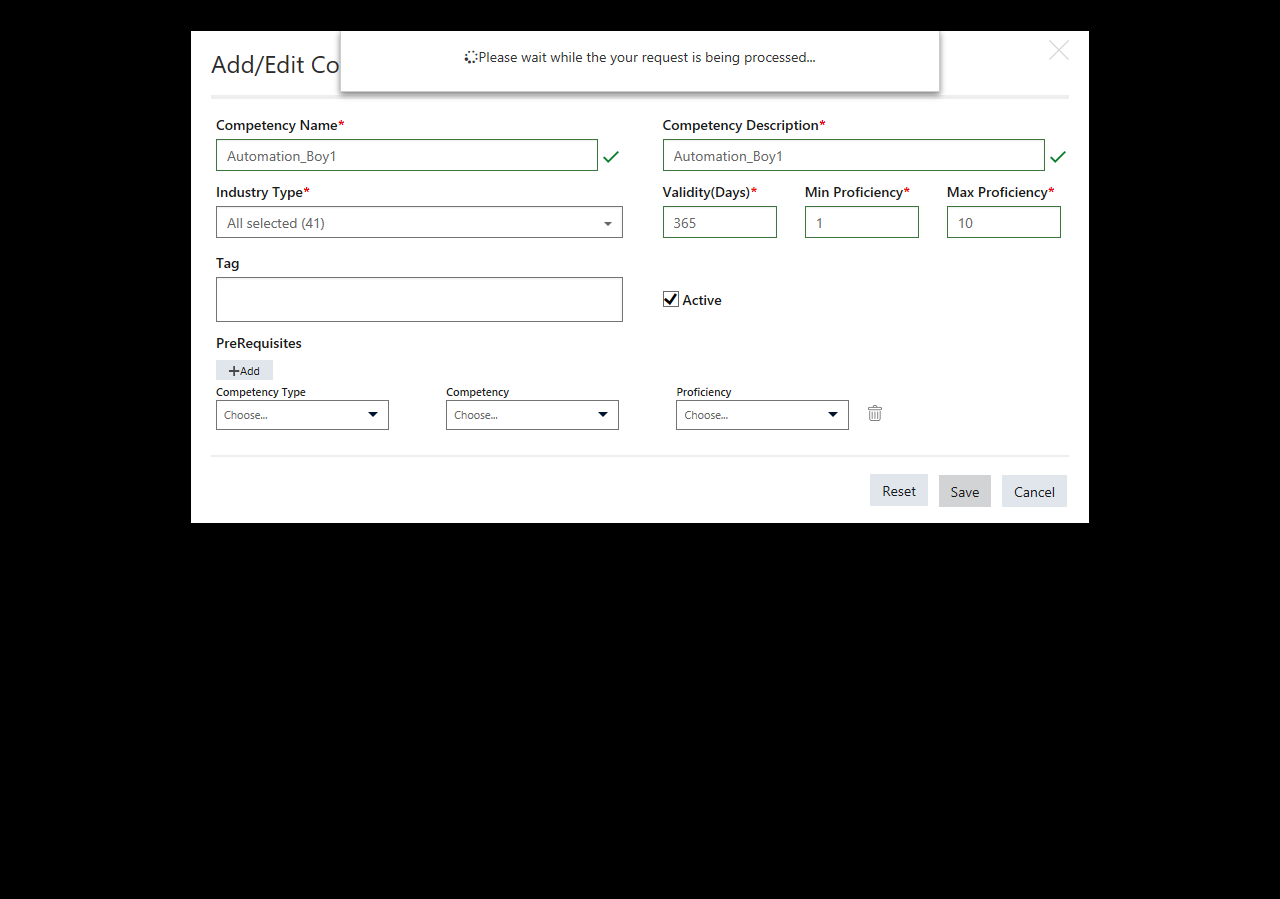 Please wait while the your request is being processed...
Add/Edit Co
Competency Name*
Competency Description*
Automation_Boy1
Automation_Boy1
Industry Type*
Validity(Days)*
Min Proficiency*
Max Proficiency*
All selected (41)
365
1
10
Tag
Active
PreRequisites
+Add
Competency Type
Competency
Proficiency
Choose...
Choose...
Choose...
Reset
Save
Cancel